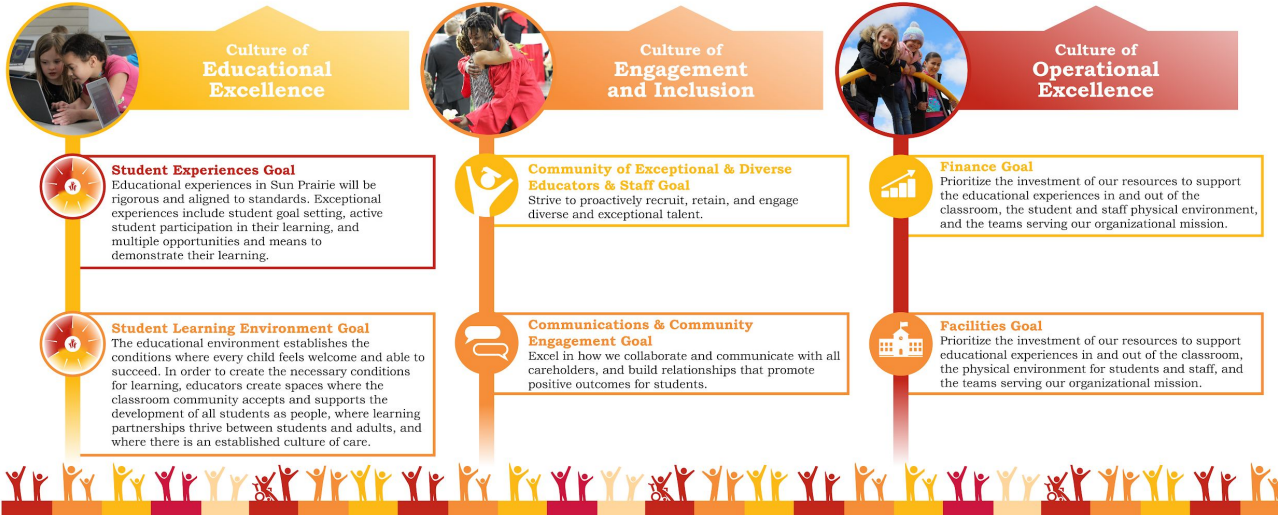 Culture of
Educational
Excellence
Student Experiences Goal
Educational experiences in Sun Prairie will be
rigorous and aligned to standards. Exceptional
experiences include student goal setting, active
student participation in their learning, and
multiple opportunities and means to
demonstrate their learning.
Student Learning Environment Goal
The educational environment establishes the
conditions where every child feels welcome and able to
succeed. In order to create the necessary conditions
for learning, educators create spaces where the
classroom community accepts and supports the
development of all students as people, where learning
partnerships thrive between students and adults, and
where there is an established culture of care.
Culture of
Engagement
and Inclusion
Community of Exceptional & Diverse
Educators & Staff Goal
Strive to proactively recruit, retain, and engage
diverse and exceptional talent.
Communications & Community
Engagement Goal
Excel in how we collaborate and communicate with all
careholders, and build relationships that promote
positive outcomes for students.
Culture of
Operational
Excellence
Finance Goal
Prioritize the investment of our resources to support
the educational experiences in and out of the
classroom, the student and staff physical environment,
and the teams serving our organizational mission.
Facilities Goal
Prioritize the investment of our resources to support
educational experiences in and out of the classroom,
the physical environment for students and staff, and
the teams serving our organizational mission.